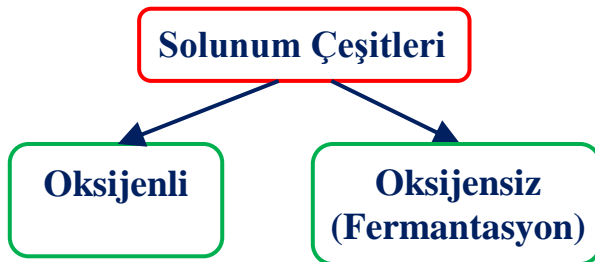 Solunum Çeşitleri
Oksijenli
Oksijensiz
(Fermantasyon)